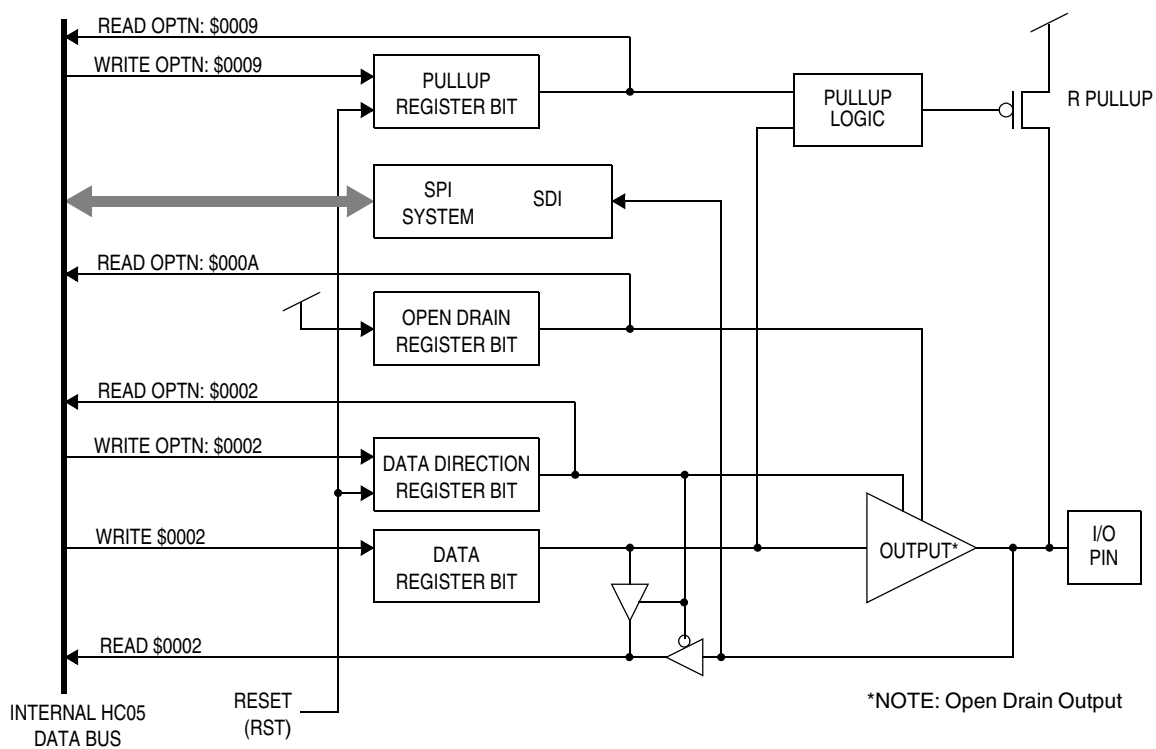 READ OPTN: $0009
WRITE OPTN: $0009
PULLUP
REGISTER BIT
PULLUP
LOGIC
R PULLUP
SPI
SYSTEM
SDI
READ OPTN: $000A
OPEN DRAIN
REGISTER BIT
READ OPTN: $0002
WRITE OPTN: $0002
DATA DIRECTION
REGISTER BIT
WRITE $0002
DATA
REGISTER BIT
OUTPUT*
I/O
PIN
READ $0002
INTERNAL HC05
DATA BUS
RESET
(RST)
*NOTE: Open Drain Output